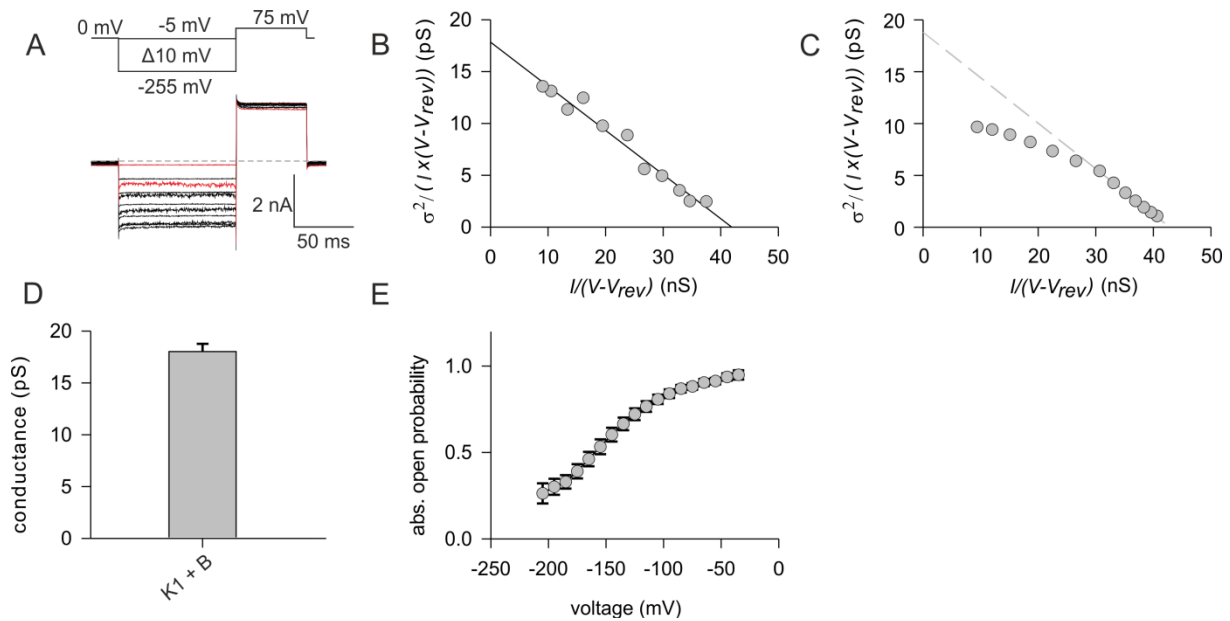 A
0 mV
-5 mV
75 mV
Δ10 mV
-255 mV
2 nA
50 ms
B
σ²/(I x(V-Vrev)) (pS)
20
15
10
5
0
0 10 20 30 40 50
I/(V-Vrev) (nS)
C
σ²/(I x(V-Vrev)) (pS)
20
15
10
5
0
0 10 20 30 40 50
I/(V-Vrev) (nS)
D
conductance (pS)
20
15
10
5
0
K1 + B
E
abs. open probability
1.0
0.5
0.0
-250 -200 -150 -100 -50 0
voltage (mV)